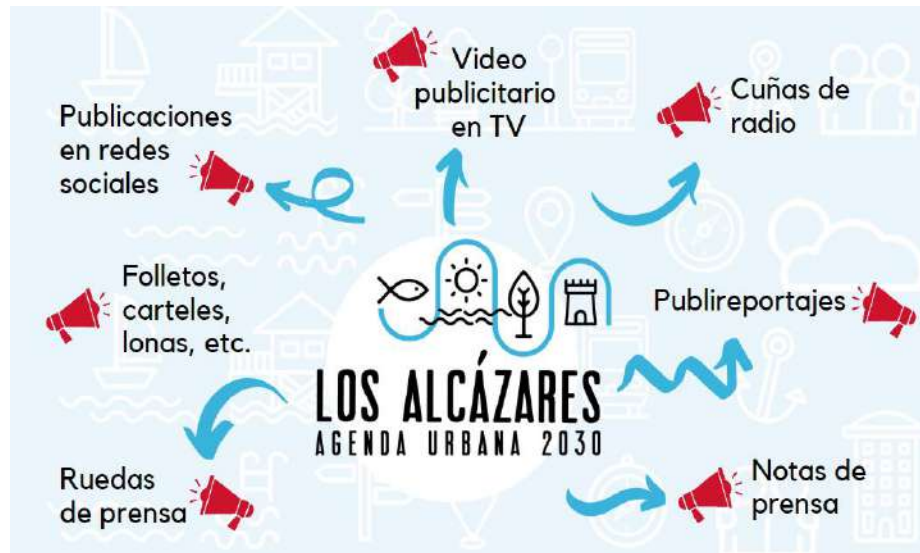 Video
publicitario
en TV
Cuñas de
radio
Publicaciones
en redes
sociales
Folletos,
carteles,
lonas, etc.
Publireportajes
LOS ALCÁZARES
AGENDA URBANA 2030
Ruedas
de prensa
Notas de
prensa